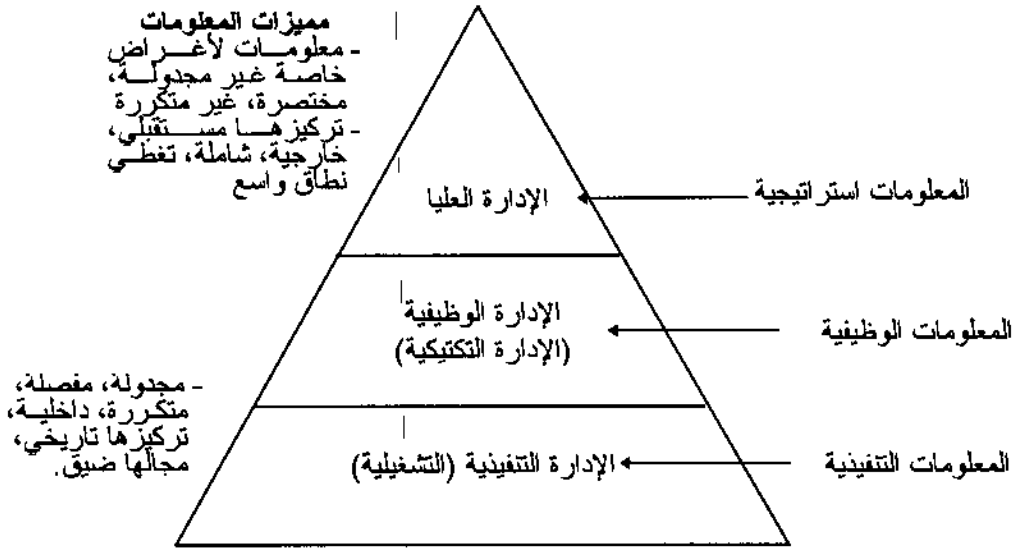 مميزات المعلومات
- معلومات لأغراض
خاصة غير مجدولة،
مختصرة، غير متكررة
- تركيزها مستقبلي،
خارجية، شاملة، تغطي
نطاق واسع
الإدارة العليا
المعلومات استراتيجية
الإدارة الوظيفية
(الإدارة التكتيكية)
المعلومات الوظيفية
- مجدولة، مفصلة،
متكررة، داخلية،
تركيزها تاريخي،
مجالها ضيق.
الإدارة التنفيذية (التشغيلية)
المعلومات التنفيذية